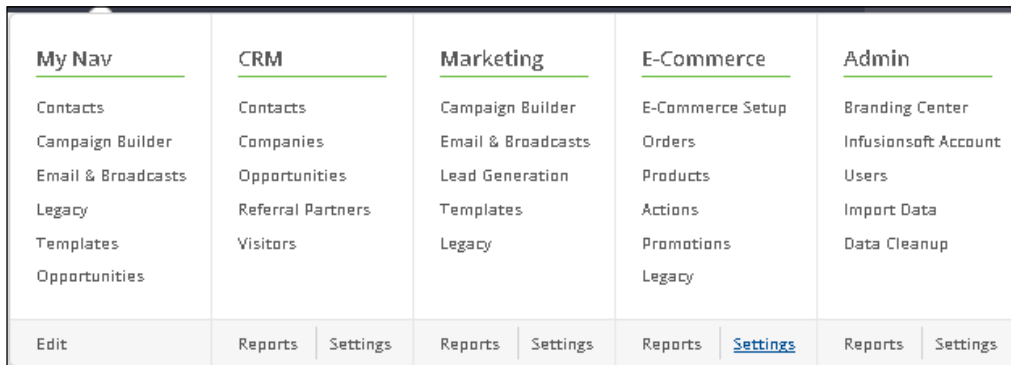 My Nav
Contacts
Campaign Builder
Email & Broadcasts
Legacy
Templates
Opportunities
Edit
CRM
Contacts
Companies
Opportunities
Referral Partners
Visitors
Reports Settings
Marketing
Campaign Builder
Email & Broadcasts
Lead Generation
Templates
Legacy
Reports Settings
E-Commerce
E-Commerce Setup
Orders
Products
Actions
Promotions
Legacy
Reports Settings
Admin
Branding Center
Infusionsoft Account
Users
Import Data
Data Cleanup
Reports Settings